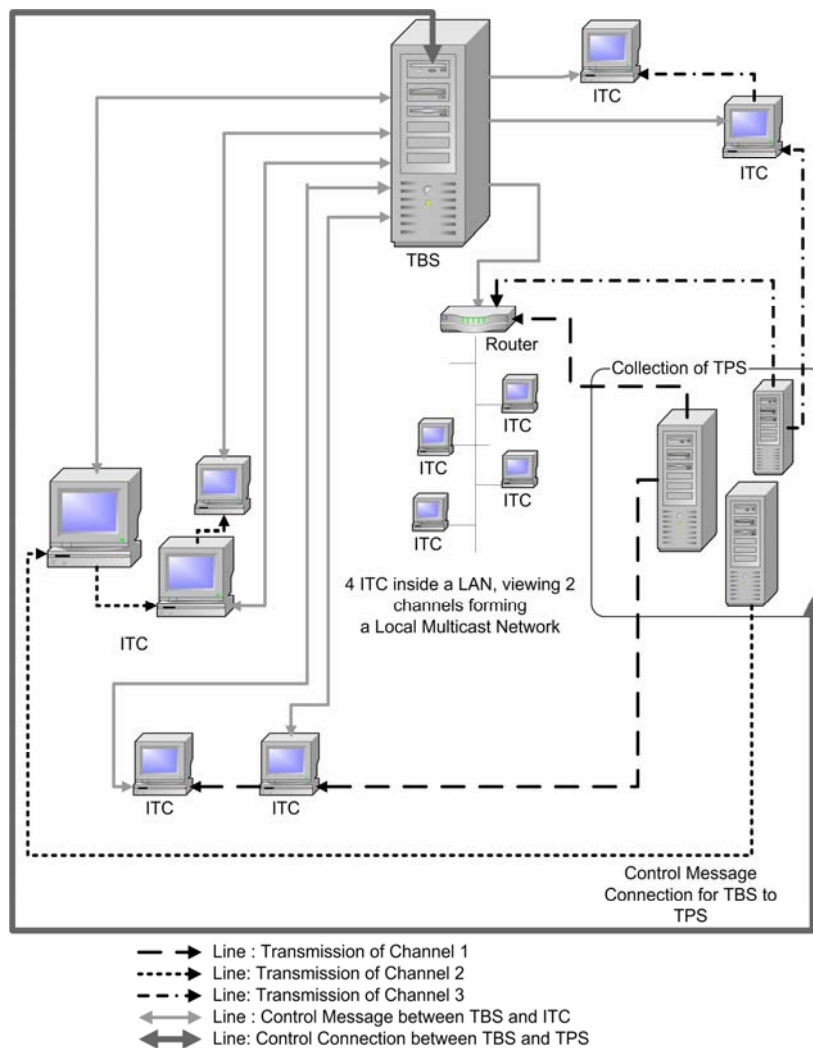 ITC
ITC
TBS
Router
Collection of TPS
ITC
ITC
ITC
ITC
4 ITC inside a LAN, viewing 2
channels forming
a Local Multicast Network
ITC
ITC
ITC
Control Message
Connection for TBS to
TPS
Line : Transmission of Channel 1
Line: Transmission of Channel 2
Line: Transmission of Channel 3
Line : Control Message between TBS and ITC
Line: Control Connection between TBS and TPS